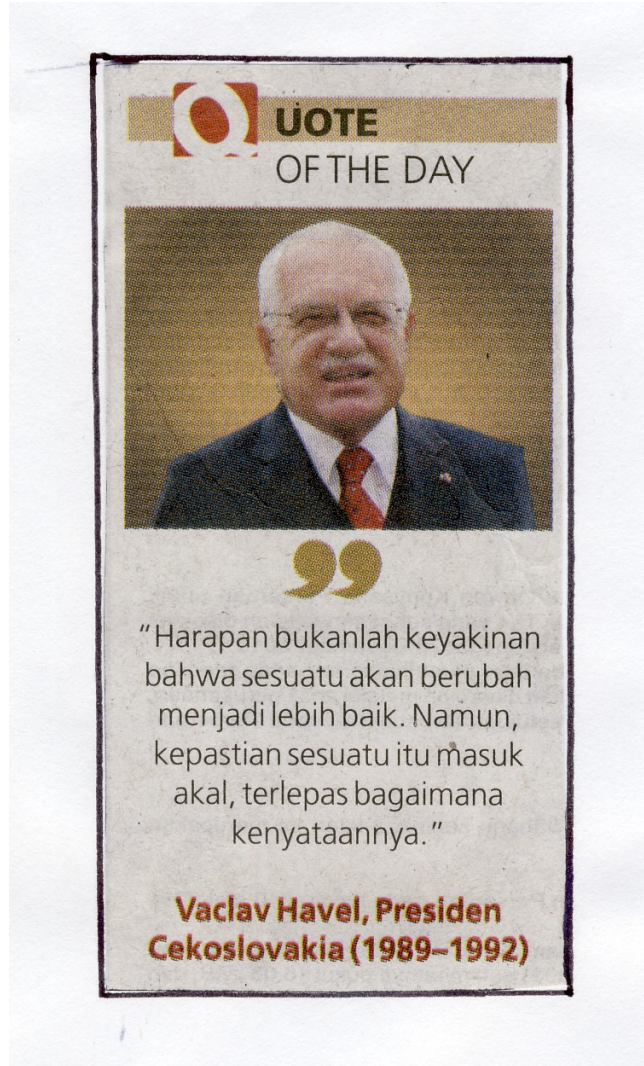 QUOTE
OF THE DAY
”
“Harapan bukanlah keyakinan
bahwa sesuatu akan berubah
menjadi lebih baik. Namun,
kepastian sesuatu itu masuk
akal, terlepas bagaimana
kenyataannya.”
Vaclav Havel, Presiden
Cekoslovakia (1989–1992)